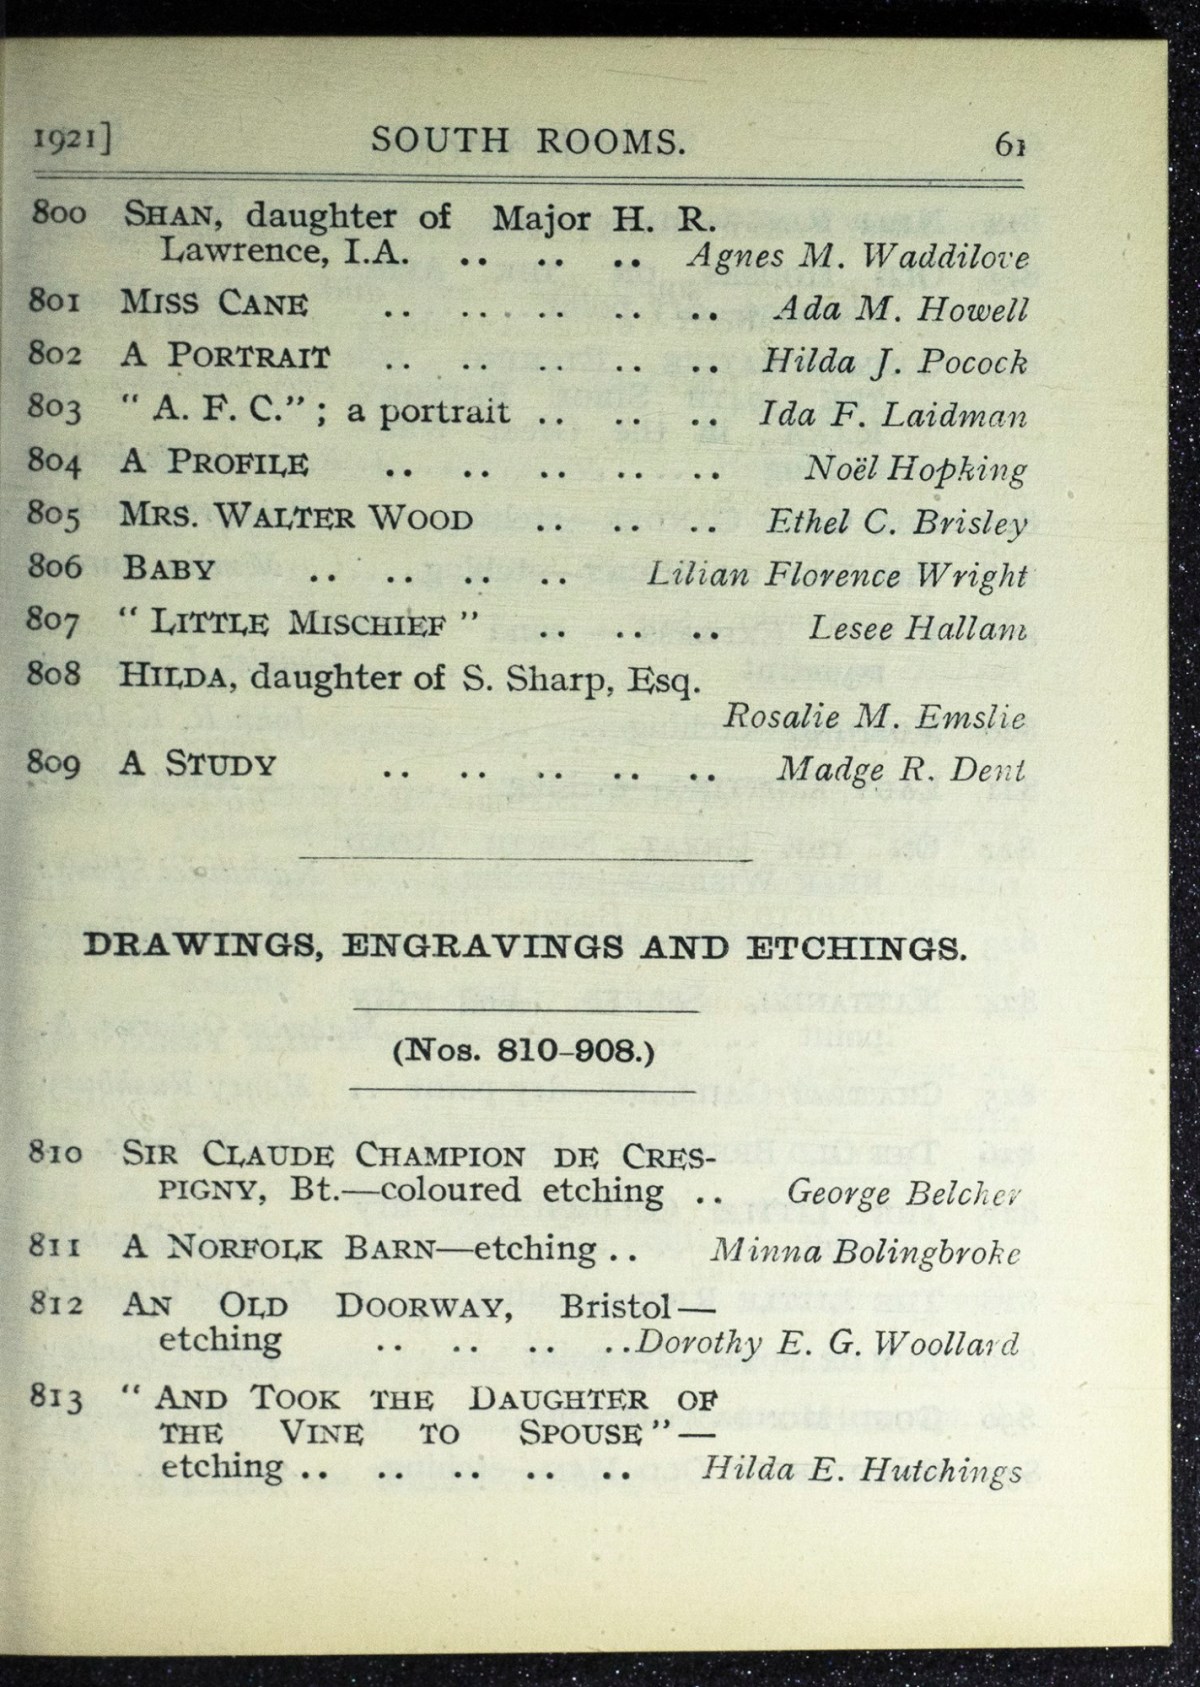 1921] SOUTH ROOMS. 61
800 SHAN, daughter of Major H. R.
Lawrence, I.A. .. .. .. Agnes M. Waddilove
801 MISS CANE .. .. .. .. .. Ada M. Howell
802 A PORTRAIT .. .. .. .. .. Hilda J. Pocock
803 " A. F. C." ; a portrait .. .. .. Ida F. Laidman
804 A PROFILE .. .. .. .. .. Noël Hopking
805 MRS. WALTER WOOD .. .. .. Ethel C. Brisley
806 BABY .. .. .. .. Lilian Florence Wright
807 " LITTLE MISCHIEF " .. .. .. Lesee Hallam
808 HILDA, daughter of S. Sharp, Esq.
Rosalie M. Emslie
809 A STUDY .. .. .. .. .. Madge R. Dent
DRAWINGS, ENGRAVINGS AND ETCHINGS.
(Nos. 810–908.)
810 SIR CLAUDE CHAMPION DE CRES-
PIGNY, Bt.—coloured etching .. George Belcher
811 A NORFOLK BARN—etching .. Minna Bolingbroke
812 AN OLD DOORWAY, Bristol—
etching .. .. .. .. Dorothy E. G. Woollard
813 " AND TOOK THE DAUGHTER OF
THE VINE TO SPOUSE"—
etching .. .. .. .. .. Hilda E. Hutchings